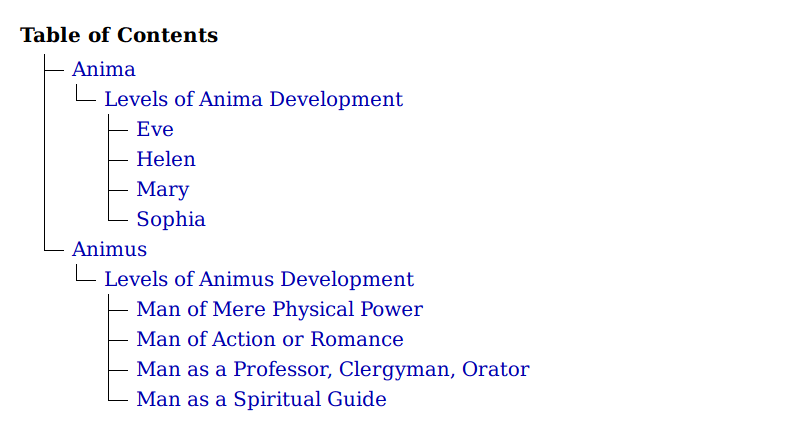 Table of Contents
Anima
Levels of Anima Development
Eve
Helen
Mary
Sophia
Animus
Levels of Animus Development
Man of Mere Physical Power
Man of Action or Romance
Man as a Professor, Clergyman, Orator
Man as a Spiritual Guide